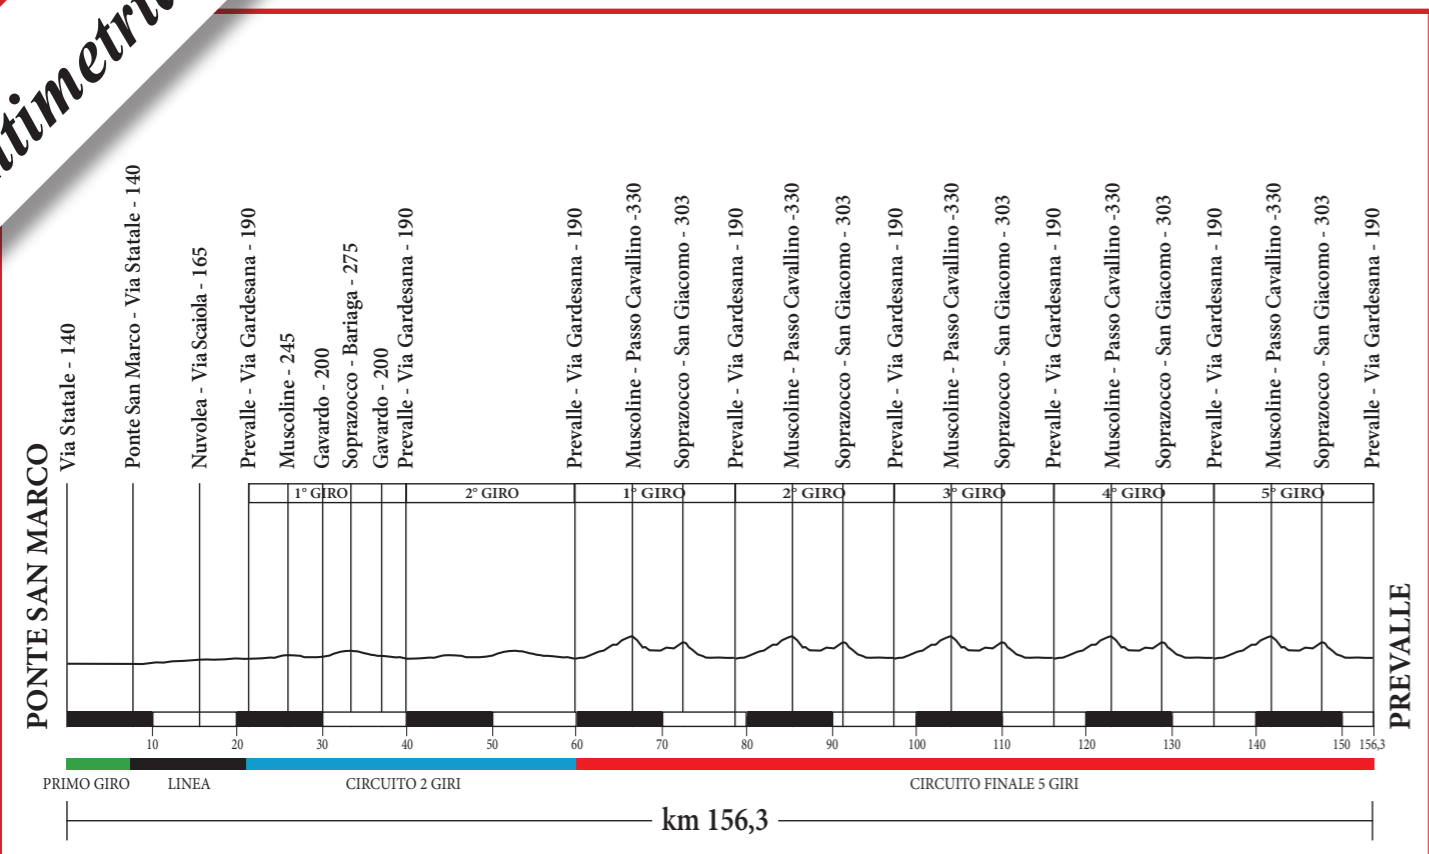 ltimetria
Via Statale - 140
Ponte San Marco - Via Statale - 140
Nuvolea - Via Scaiola - 165
Prevalle - Via Gardesana - 190
Muscoline - 245
Gavardo - 200
Soprazocco - Bariaga - 275
Gavardo - 200
Prevalle - Via Gardesana - 190
Prevalle - Via Gardesana - 190
Muscoline - Passo Cavallino -330
Soprazocco - San Giacomo - 303
Prevalle - Via Gardesana - 190
Muscoline - Passo Cavallino -330
Soprazocco - San Giacomo - 303
Prevalle - Via Gardesana - 190
Muscoline - Passo Cavallino -330
Soprazocco - San Giacomo - 303
Prevalle - Via Gardesana - 190
Muscoline - Passo Cavallino -330
Soprazocco - San Giacomo - 303
Prevalle - Via Gardesana - 190
Muscoline - Passo Cavallino -330
Soprazocco - San Giacomo - 303
Prevalle - Via Gardesana - 190
PONTE SAN MARCO
1° GIRO 2° GIRO 1° GIRO 2° GIRO 3° GIRO 4° GIRO 5° GIRO
PREVALLE
10 20 30 40 50 60 70 80 90 100 110 120 130 140 150 156,3
PRIMO GIRO LINEA CIRCUITO 2 GIRI CIRCUITO FINALE 5 GIRI
km 156,3